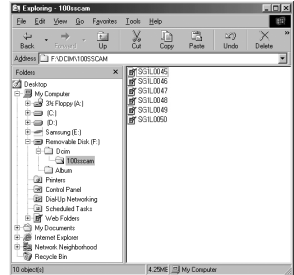 Exploring - 100sscam
File Edit View Go Favorites Tools Help
Back Forward Up Cut Copy Paste Undo Delete »
Address F:\DCIM\100SSCAM
Folders ×
Desktop
My Computer
3½ Floppy (A:)
(C:)
(D:)
Samsung (E:)
Removable Disk (F:)
Dcim
100sscam
Album
Printers
Control Panel
Dial-Up Networking
Scheduled Tasks
Web Folders
My Documents
Internet Explorer
Network Neighborhood
Recycle Bin
SG1L0045
SG1L0046
SG1L0047
SG1L0048
SG1L0049
SG1L0050
10 object(s) 4.25MB My Computer